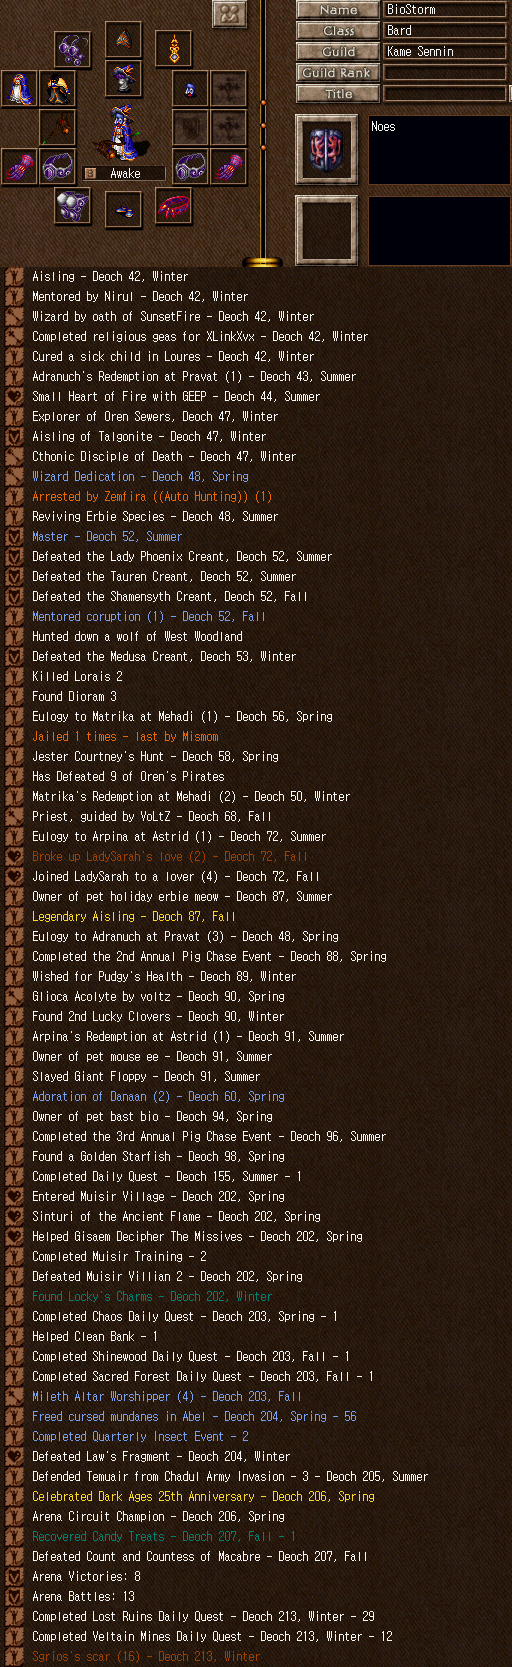 Name
BioStorm
Class
Bard
Guild
Kame Sennin
Guild Rank
Title
Noes
Awake
Aisling - Deoch 42, Winter
Mentored by Nirul - Deoch 42, Winter
Wizard by oath of SunsetFire - Deoch 42, Winter
Completed religious geas for XLinkXvx - Deoch 42, Winter
Cured a sick child in Loures - Deoch 42, Winter
Adranuch's Redemption at Pravat (1) - Deoch 43, Summer
Small Heart of Fire with GEEP - Deoch 44, Summer
Explorer of Oren Sewers, Deoch 47, Winter
Aisling of Talgonite - Deoch 47, Winter
Cthonic Disciple of Death - Deoch 47, Winter
Wizard Dedication - Deoch 48, Spring
Arrested by Zemfira ((Auto Hunting)) (1)
Reviving Erbie Species - Deoch 48, Summer
Master - Deoch 52, Summer
Defeated the Lady Phoenix Creant, Deoch 52, Summer
Defeated the Tauren Creant, Deoch 52, Summer
Defeated the Shamensyth Creant, Deoch 52, Fall
Mentored coruption (1) - Deoch 52, Fall
Hunted down a wolf of West Woodland
Defeated the Medusa Creant, Deoch 53, Winter
Killed Lorais 2
Found Dioram 3
Eulogy to Matrika at Mehadi (1) - Deoch 56, Spring
Jailed 1 times - last by Mismom
Jester Courtney's Hunt - Deoch 58, Spring
Has Defeated 9 of Oren's Pirates
Matrika's Redemption at Mehadi (2) - Deoch 50, Winter
Priest, guided by VoLtZ - Deoch 68, Fall
Eulogy to Arpina at Astrid (1) - Deoch 72, Summer
Broke up LadySarah's love (2) - Deoch 72, Fall
Joined LadySarah to a lover (4) - Deoch 72, Fall
Owner of pet holiday erbie meow - Deoch 87, Summer
Legendary Aisling - Deoch 87, Fall
Eulogy to Adranuch at Pravat (3) - Deoch 48, Spring
Completed the 2nd Annual Pig Chase Event - Deoch 88, Spring
Wished for Pudgy's Health - Deoch 89, Winter
Glioca Acolyte by voltz - Deoch 90, Spring
Found 2nd Lucky Clovers - Deoch 90, Winter
Arpina's Redemption at Astrid (1) - Deoch 91, Summer
Owner of pet mouse ee - Deoch 91, Summer
Slayed Giant Floppy - Deoch 91, Summer
Adoration of Danaan (2) - Deoch 60, Spring
Owner of pet bast bio - Deoch 94, Spring
Completed the 3rd Annual Pig Chase Event - Deoch 96, Summer
Found a Golden Starfish - Deoch 98, Spring
Completed Daily Quest - Deoch 155, Summer - 1
Entered Muisir Village - Deoch 202, Spring
Sinturi of the Ancient Flame - Deoch 202, Spring
Helped Gisaem Decipher The Missives - Deoch 202, Spring
Completed Muisir Training - 2
Defeated Muisir Villian 2 - Deoch 202, Spring
Found Locky's Charms - Deoch 202, Winter
Completed Chaos Daily Quest - Deoch 203, Spring - 1
Helped Clean Bank - 1
Completed Shinewood Daily Quest - Deoch 203, Fall - 1
Completed Sacred Forest Daily Quest - Deoch 203, Fall - 1
Mileth Altar Worshipper (4) - Deoch 203, Fall
Freed cursed mundanes in Abel - Deoch 204, Spring - 56
Completed Quarterly Insect Event - 2
Defeated Law's Fragment - Deoch 204, Winter
Defended Temuair from Chadul Army Invasion - 3 - Deoch 205, Summer
Celebrated Dark Ages 25th Anniversary - Deoch 206, Spring
Arena Circuit Champion - Deoch 206, Spring
Recovered Candy Treats - Deoch 207, Fall - 1
Defeated Count and Countess of Macabre - Deoch 207, Fall
Arena Victories: 8
Arena Battles: 13
Completed Lost Ruins Daily Quest - Deoch 213, Winter - 29
Completed Veltain Mines Daily Quest - Deoch 213, Winter - 12
Sgrios's scar (16) - Deoch 213, Winter